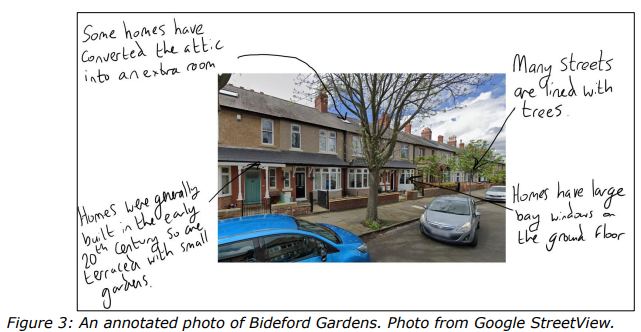 Some homes have
converted the attic
into an extra room
Many streets
are lined with
trees.
Homes were generally
built in the early
20th century so are
terraced with small
gardens.
Homes have large
bay windows on
the ground floor
Figure 3: An annotated photo of Bideford Gardens. Photo from Google StreetView.